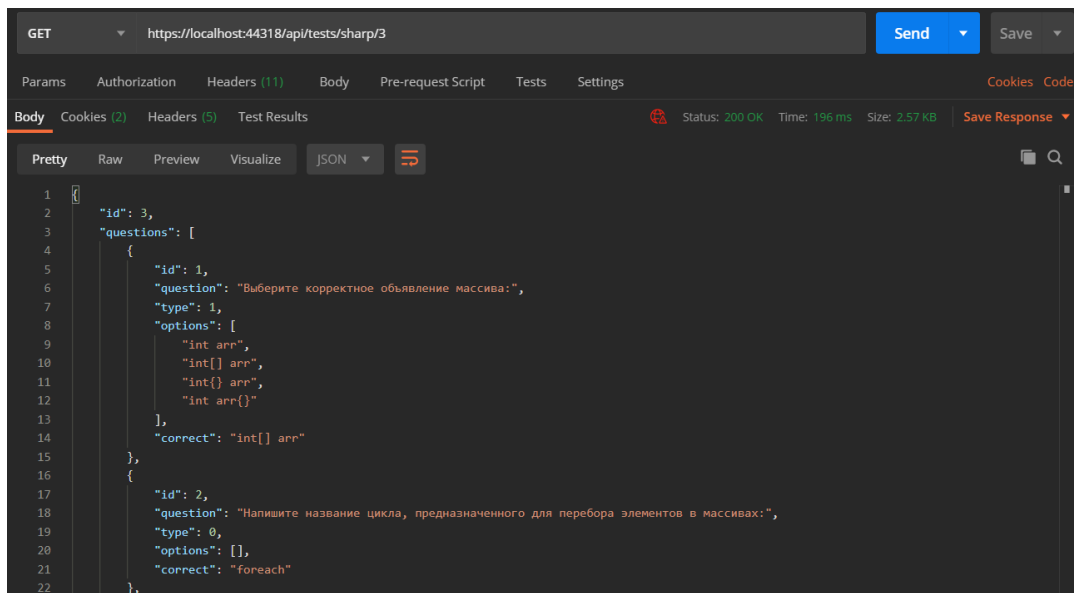 GET https://localhost:44318/api/tests/sharp/3 Send Save
Params Authorization Headers (11) Body Pre-request Script Tests Settings Cookies Code
Body Cookies (2) Headers (5) Test Results Status: 200 OK Time: 196 ms Size: 2.57 KB Save Response
Pretty Raw Preview Visualize JSON
1 {
2 "id": 3,
3 "questions": [
4 {
5 "id": 1,
6 "question": "Выберите корректное объявление массива:",
7 "type": 1,
8 "options": [
9 "int arr",
10 "int[] arr",
11 "int{} arr",
12 "int arr{}"
13 ],
14 "correct": "int[] arr"
15 },
16 {
17 "id": 2,
18 "question": "Напишите название цикла, предназначенного для перебора элементов в массивах:",
19 "type": 0,
20 "options": [],
21 "correct": "foreach"
22 },